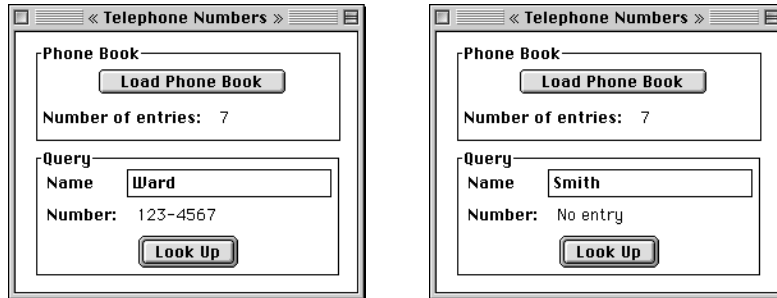 « Telephone Numbers »
Phone Book
Load Phone Book
Number of entries: 7
Query
Name Ward
Number: 123-4567
Look Up
« Telephone Numbers »
Phone Book
Load Phone Book
Number of entries: 7
Query
Name Smith
Number: No entry
Look Up